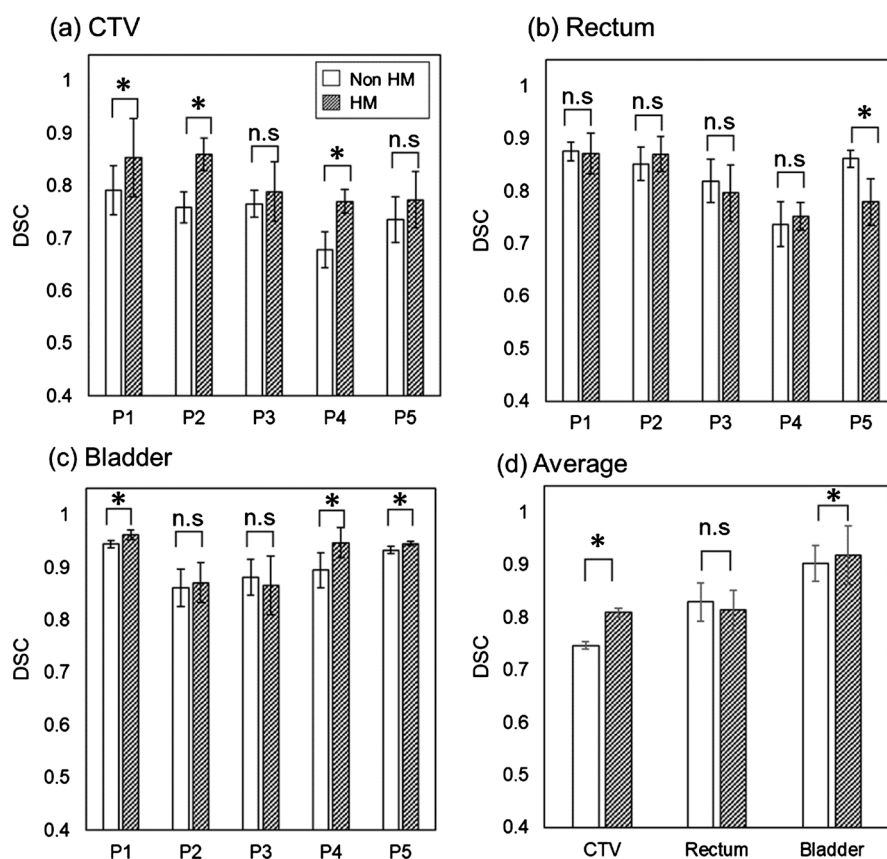 (a) CTV
DSC
1
0.9
0.8
0.7
0.6
0.5
0.4
Non HM
HM
*
*
n.s
*
n.s
P1 P2 P3 P4 P5
(b) Rectum
DSC
1
0.9
0.8
0.7
0.6
0.5
0.4
n.s
n.s
n.s
n.s
*
P1 P2 P3 P4 P5
(c) Bladder
DSC
1
0.9
0.8
0.7
0.6
0.5
0.4
*
n.s
n.s
*
*
P1 P2 P3 P4 P5
(d) Average
DSC
1
0.9
0.8
0.7
0.6
0.5
0.4
*
n.s
*
CTV Rectum Bladder